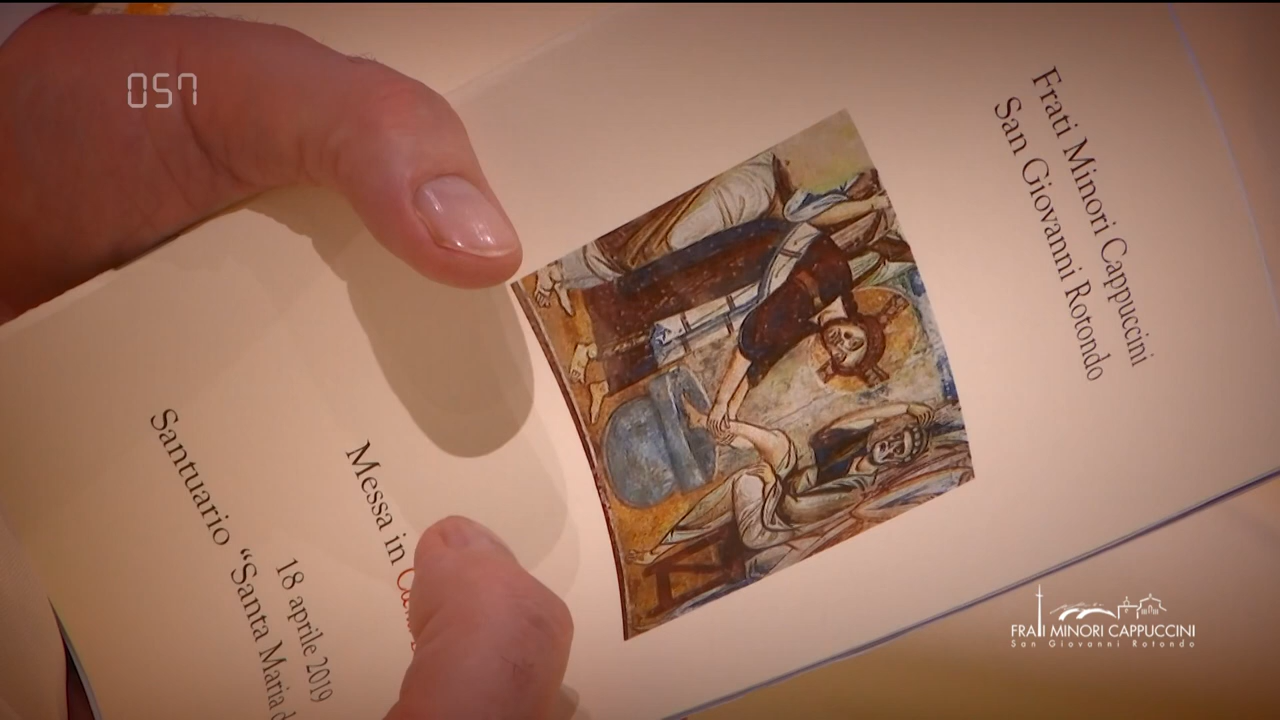 057
Frati Minori Cappuccini
San Giovanni Rotondo
Messa in
18 aprile 2019
Santuario “Santa Maria
FRATI MINORI CAPPUCCINI
San Giovanni Rotondo